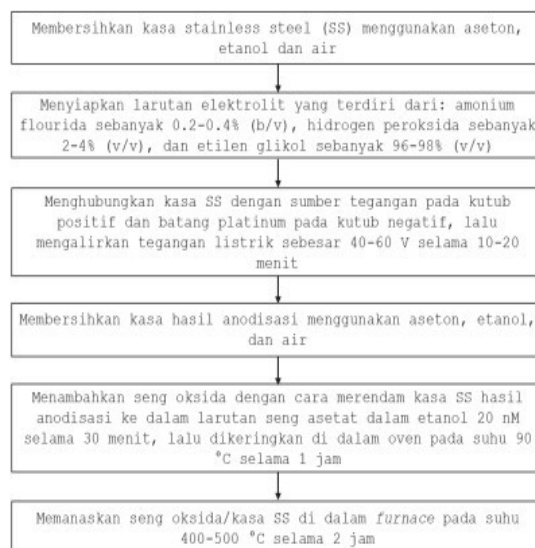 Membersihkan kasa stainless steel (SS) menggunakan aseton,
etanol dan air
Menyiapkan larutan elektrolit yang terdiri dari: amonium
flourida sebanyak 0.2-0.4% (b/v), hidrogen peroksida sebanyak
2-4% (v/v), dan etilen glikol sebanyak 96-98% (v/v)
Menghubungkan kasa SS dengan sumber tegangan pada kutub
positif dan batang platinum pada kutub negatif, lalu
mengalirkan tegangan listrik sebesar 40-60 V selama 10-20
menit
Membersihkan kasa hasil anodisasi menggunakan aseton, etanol,
dan air
Menambahkan seng oksida dengan cara merendam kasa SS hasil
anodisasi ke dalam larutan seng asetat dalam etanol 20 nM
selama 30 menit, lalu dikeringkan di dalam oven pada suhu 90
°C selama 1 jam
Memanaskan seng oksida/kasa SS di dalam furnace pada suhu
400-500 °C selama 2 jam